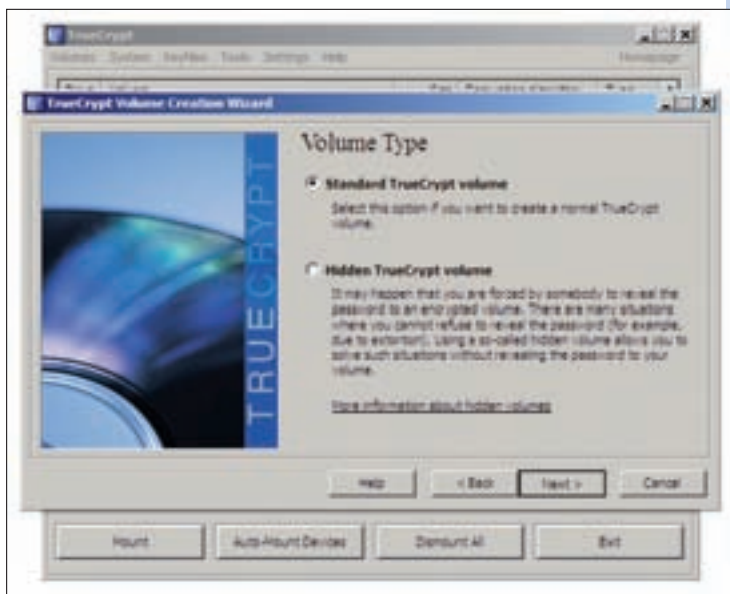 TrueCrypt
Volumes System Keyfiles Tools Settings Help Homepage
TrueCrypt Volume Creation Wizard
TRUECRYPT
Volume Type
Standard TrueCrypt volume
Select this option if you want to create a normal TrueCrypt
volume.
Hidden TrueCrypt volume
It may happen that you are forced by somebody to reveal the
password to an encrypted volume. There are many situations
where you cannot refuse to reveal the password (for example,
due to extortion). Using a so-called hidden volume allows you to
solve such situations without revealing the password to your
volume.
More information about hidden volumes
Help
< Back
Next >
Cancel
Mount
Auto-Mount Devices
Dismount All
Exit